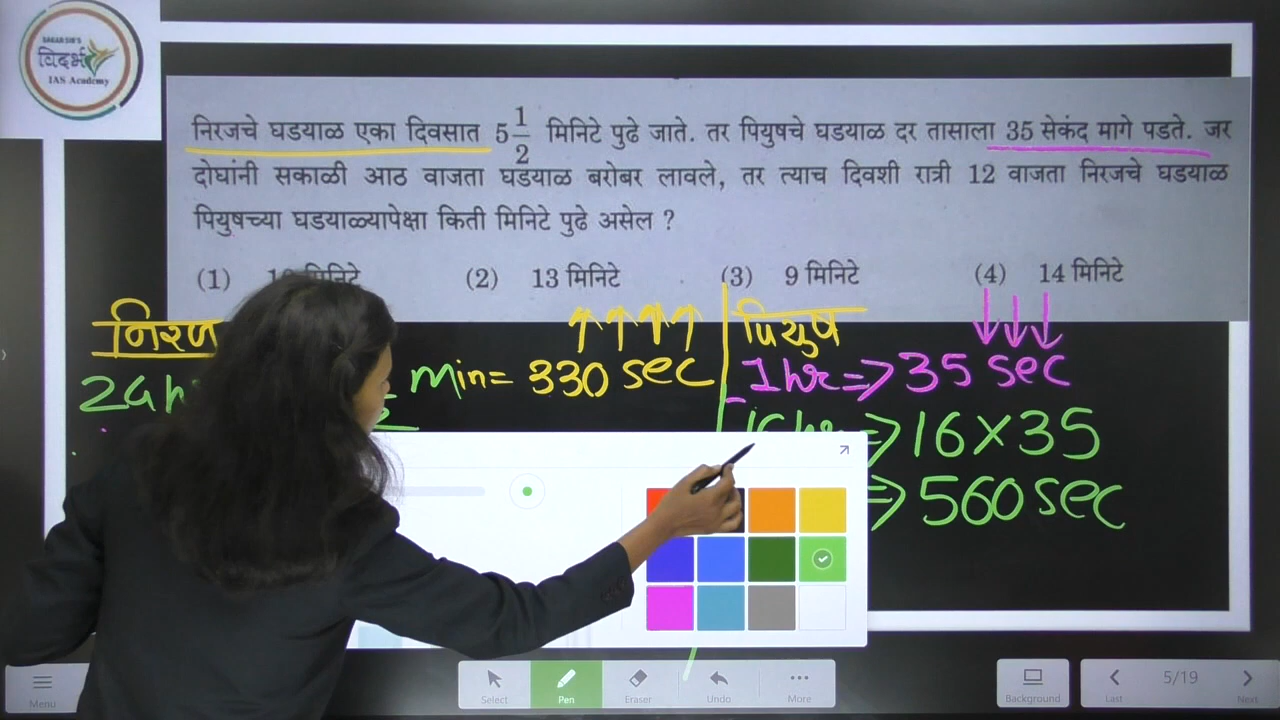 SAGAR SIR'S
विदर्भ
IAS Academy
निरजचे घडयाळ एका दिवसात 5 1/2 मिनिटे पुढे जाते. तर पियुषचे घडयाळ दर तासाला 35 सेकंद मागे पडते. जर
दोघांनी सकाळी आठ वाजता घडयाळ बरोबर लावले, तर त्याच दिवशी रात्री 12 वाजता निरजचे घडयाळ
पियुषच्या घडयाळ्यापेक्षा किती मिनिटे पुढे असेल ?
(1) मिनिटे (2) 13 मिनिटे (3) 9 मिनिटे (4) 14 मिनिटे
निरज
पियुष
min = 330 sec
1hr => 35 sec
=> 16 x 35
=> 560 sec
Menu
Select
Pen
Eraser
Undo
More
Background
Last
5/19
Next